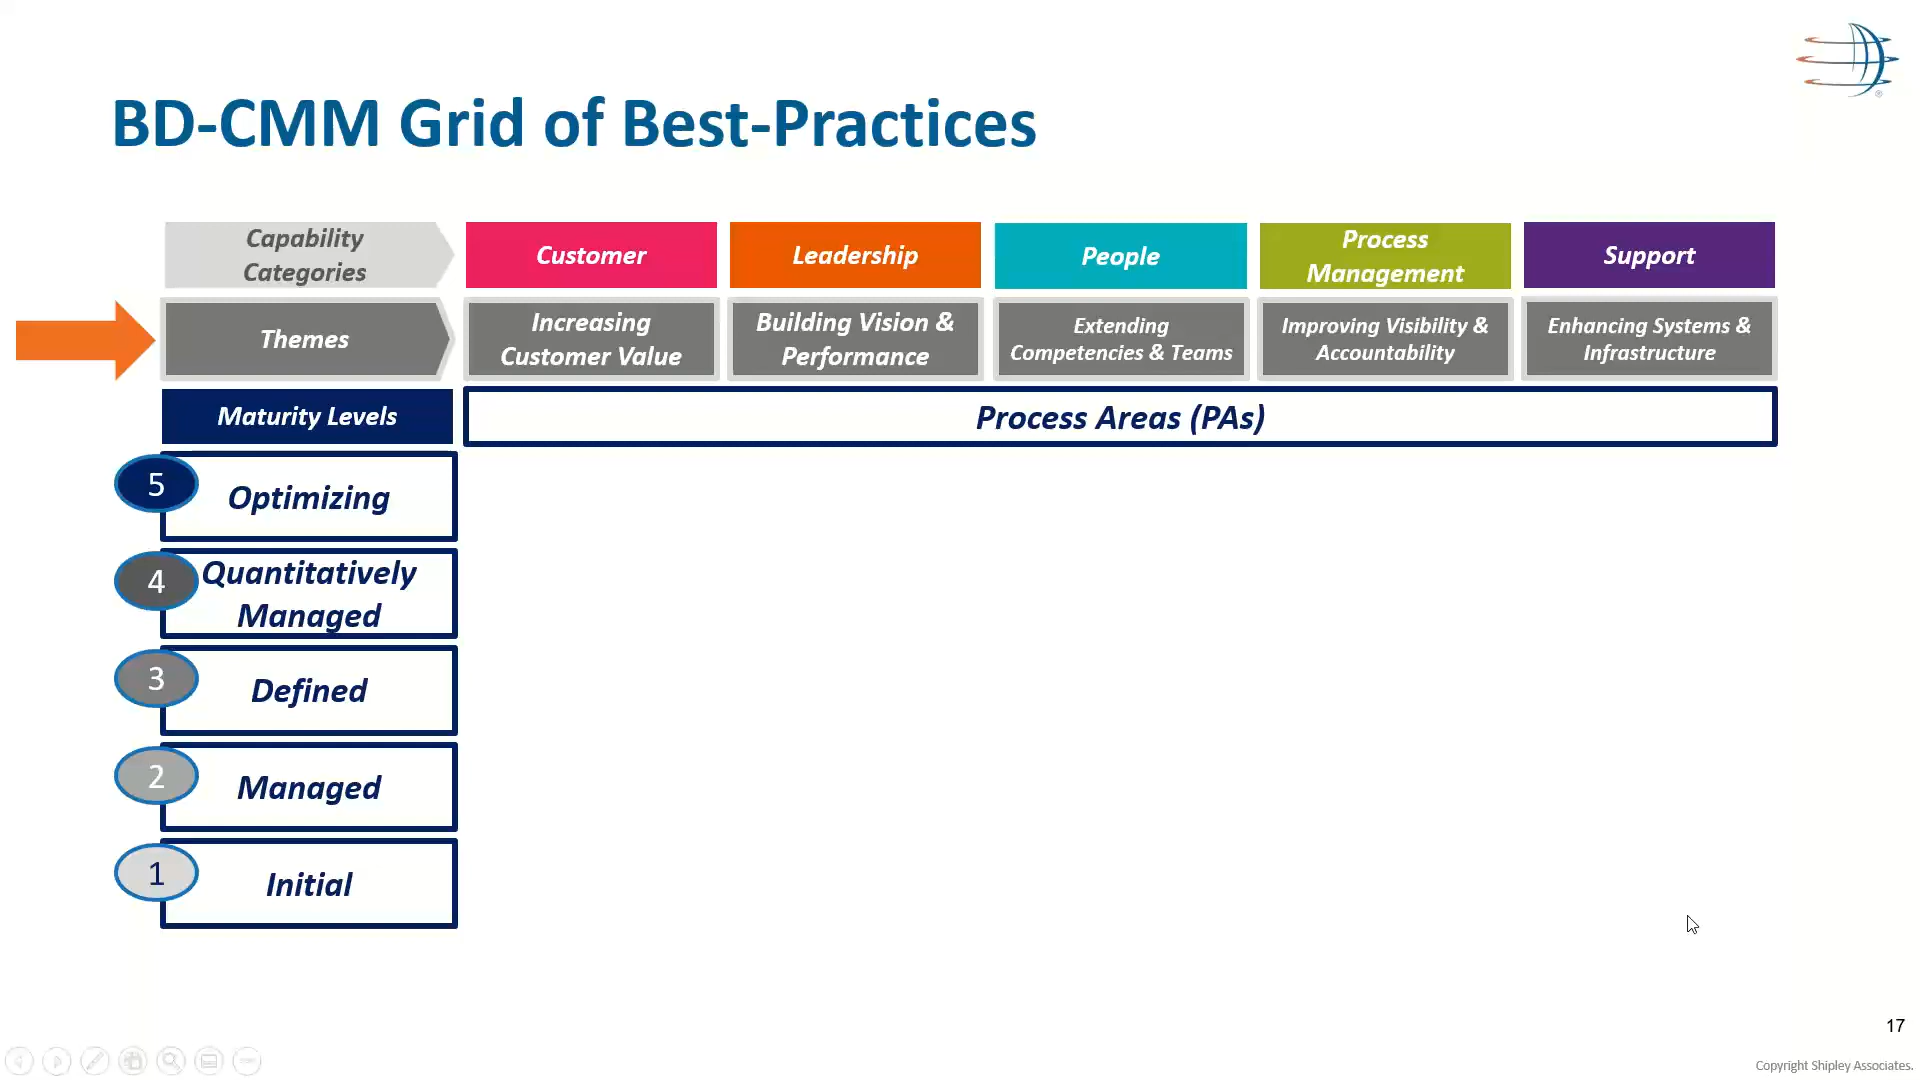 BD-CMM Grid of Best-Practices
Capability
Categories
Customer
Leadership
People
Process
Management
Support
Themes
Increasing
Customer Value
Building Vision &
Performance
Extending
Competencies & Teams
Improving Visibility &
Accountability
Enhancing Systems &
Infrastructure
Maturity Levels
Process Areas (PAs)
5
Optimizing
4
Quantitatively
Managed
3
Defined
2
Managed
1
Initial
17
Copyright Shipley Associates.